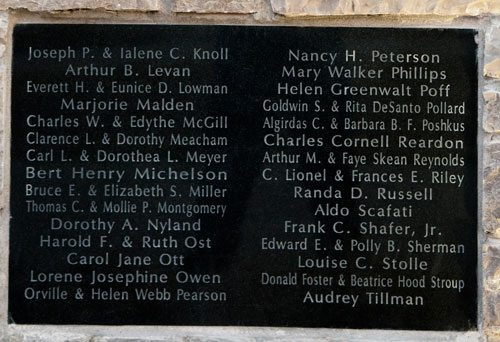 Joseph P. & Ialene C. Knoll
Arthur B. Levan
Everett H. & Eunice D. Lowman
Marjorie Malden
Charles W. & Edythe McGill
Clarence L. & Dorothy Meacham
Carl L. & Dorothea L. Meyer
Bert Henry Michelson
Bruce E. & Elizabeth S. Miller
Thomas C. & Mollie P. Montgomery
Dorothy A. Nyland
Harold F. & Ruth Ost
Carol Jane Ott
Lorene Josephine Owen
Orville & Helen Webb Pearson
Nancy H. Peterson
Mary Walker Phillips
Helen Greenwalt Poff
Goldwin S. & Rita DeSanto Pollard
Algirdas C. & Barbara B. F. Poshkus
Charles Cornell Reardon
Arthur M. & Faye Skean Reynolds
C. Lionel & Frances E. Riley
Randa D. Russell
Aldo Scafati
Frank C. Shafer, Jr.
Edward E. & Polly B. Sherman
Louise C. Stolle
Donald Foster & Beatrice Hood Stroup
Audrey Tillman